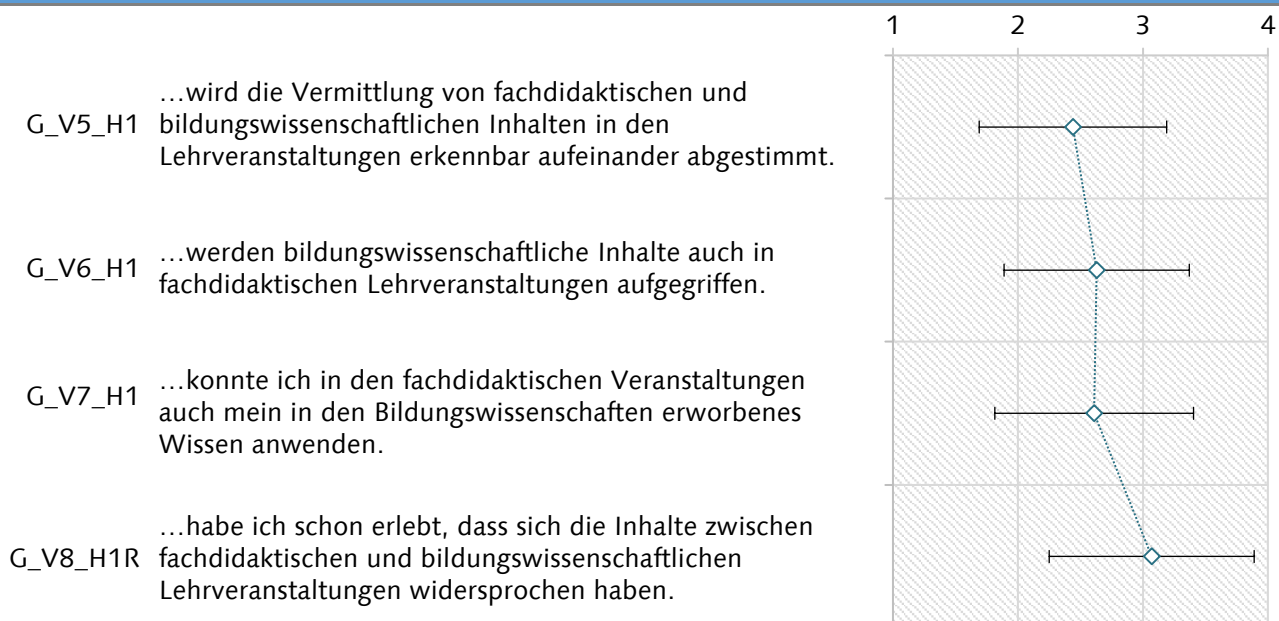 1 2 3 4
…wird die Vermittlung von fachdidaktischen und
G_V5_H1 bildungswissenschaftlichen Inhalten in den
Lehrveranstaltungen erkennbar aufeinander abgestimmt.
G_V6_H1 …werden bildungswissenschaftliche Inhalte auch in
fachdidaktischen Lehrveranstaltungen aufgegriffen.
G_V7_H1 …konnte ich in den fachdidaktischen Veranstaltungen
auch mein in den Bildungswissenschaften erworbenes
Wissen anwenden.
…habe ich schon erlebt, dass sich die Inhalte zwischen
G_V8_H1R fachdidaktischen und bildungswissenschaftlichen
Lehrveranstaltungen widersprochen haben.